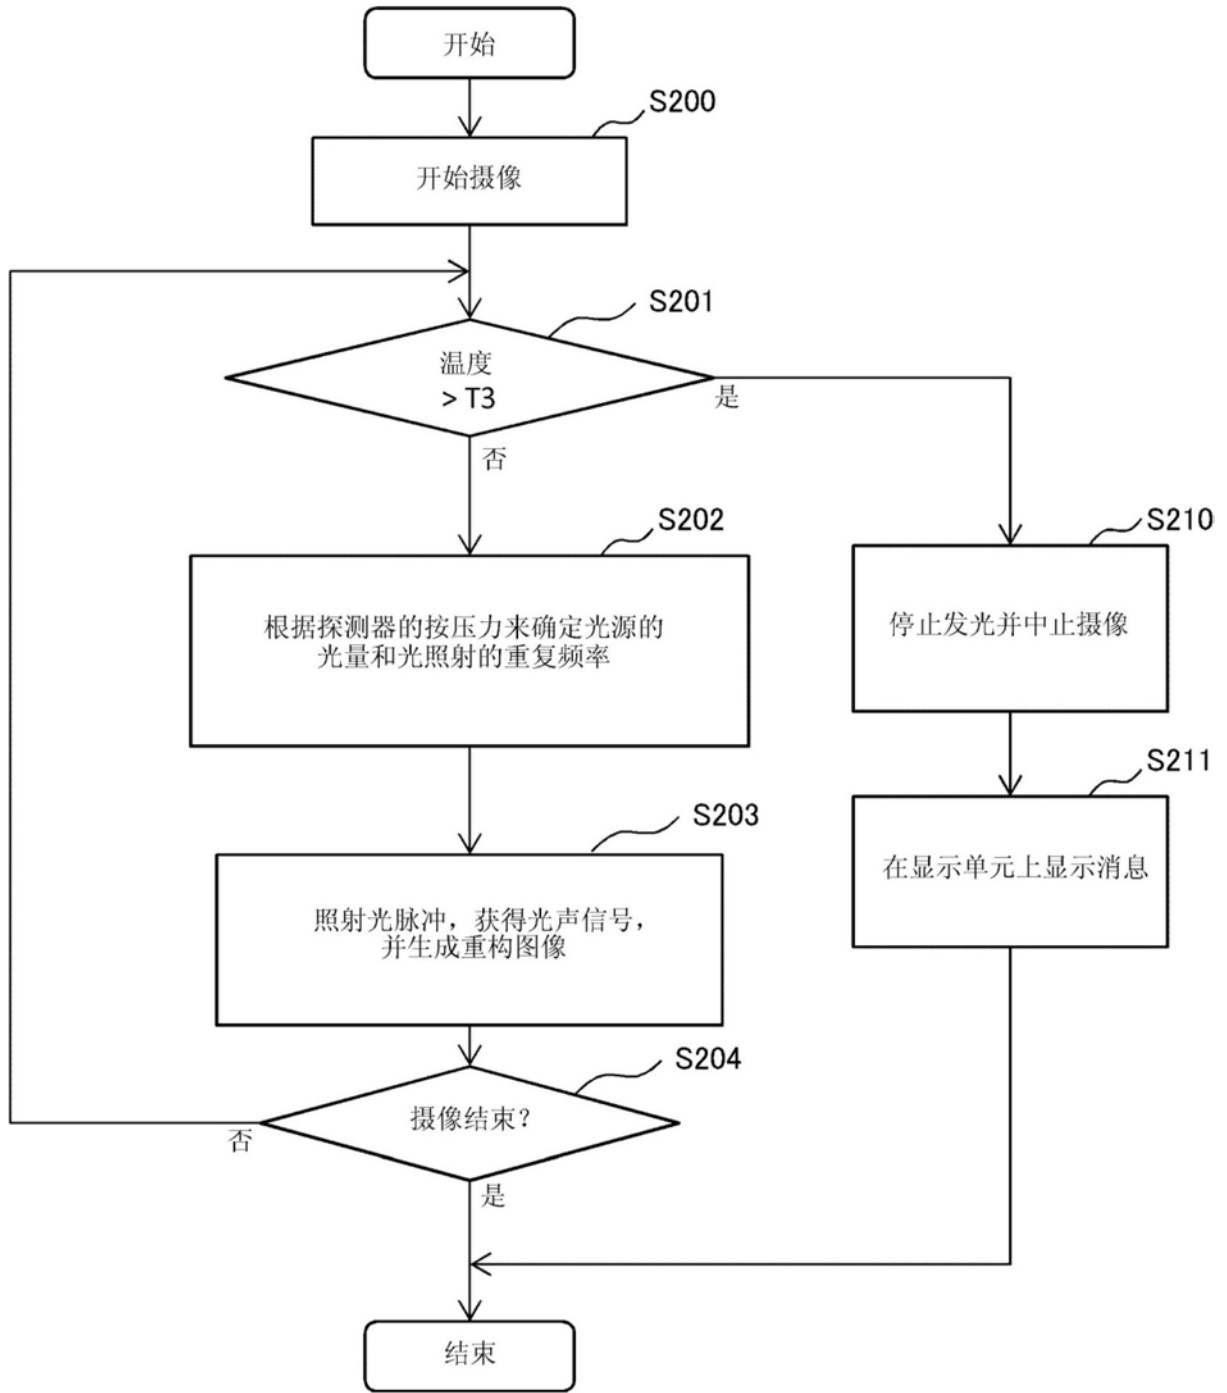 开始
S200
开始摄像
S201
温度
> T3
是
否
S202
根据探测器的按压力来确定光源的
光量和光照射的重复频率
S210
停止发光并中止摄像
S211
在显示单元上显示消息
S203
照射光脉冲，获得光声信号，
并生成重构图像
S204
摄像结束？
否
是
结束